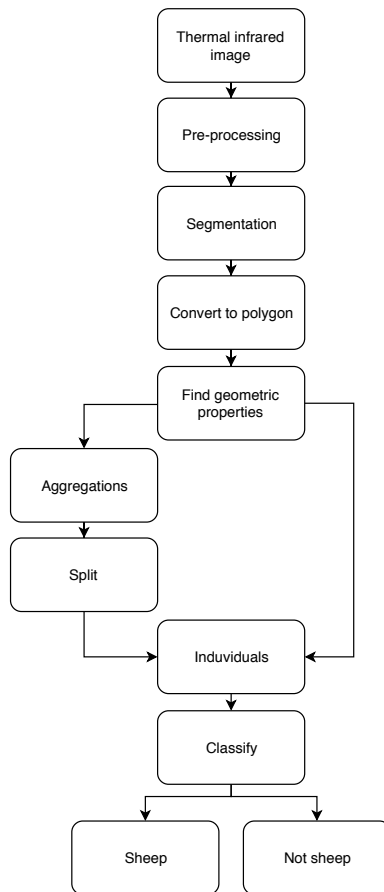 Thermal infrared
image
Pre-processing
Segmentation
Convert to polygon
Find geometric
properties
Aggregations
Split
Induviduals
Classify
Sheep
Not sheep